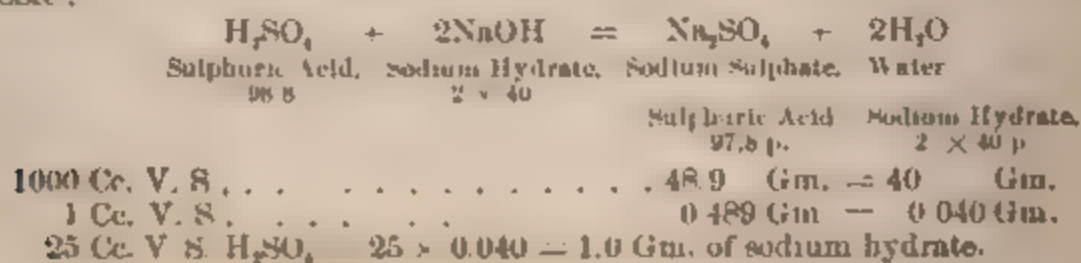 H₂SO₄ + 2NaOH = Na₂SO₄ + 2H₂O
Sulphuric Acid, Sodium Hydrate, Sodium Sulphate, Water
2 × 40
Sulphuric Acid Sodium Hydrate,
97.8 p. 2 × 40 p
1000 Cc. V. S . . . . . . . . . . . . . . 48.9 Gm. = 40 Gm.
1 Cc. V. S . . . . . 0 489 Gm = 0 040 Gm.
25 Cc. V S. H₂SO₄ 25 × 0.040 = 1.0 Gm. of sodium hydrate.